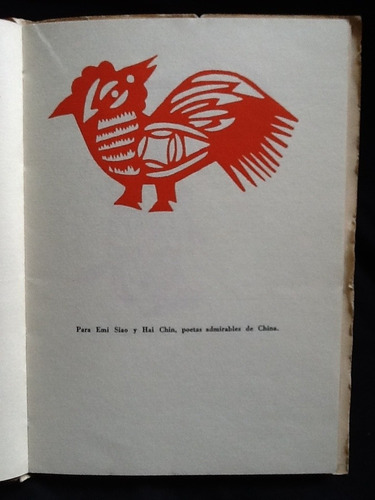 Para Emi Siao y Hai Chin, poetas admirables de China.